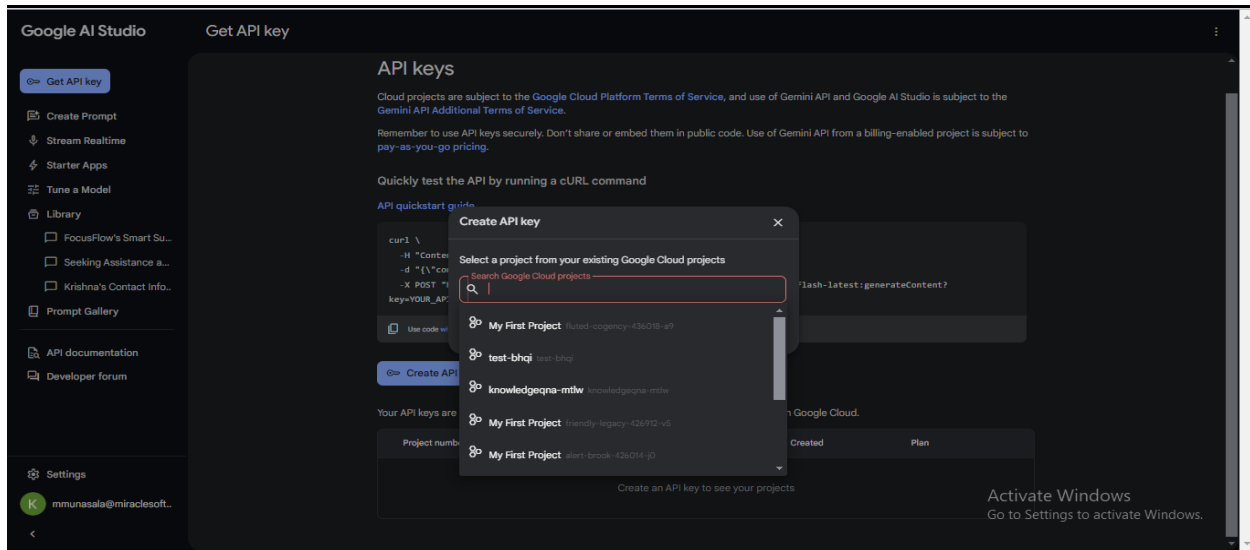 Google AI Studio
Get API key
Get API key
Create Prompt
Stream Realtime
Starter Apps
Tune a Model
Library
FocusFlow's Smart Su...
Seeking Assistance a...
Krishna's Contact Info..
Prompt Gallery
API documentation
Developer forum
Settings
K
mmunasala@miraclesoft..
API keys
Cloud projects are subject to the Google Cloud Platform Terms of Service, and use of Gemini API and Google AI Studio is subject to the
Gemini API Additional Terms of Service.
Remember to use API keys securely. Don't share or embed them in public code. Use of Gemini API from a billing-enabled project is subject to
pay-as-you-go pricing.
Quickly test the API by running a cURL command
API quickstart guide
curl \
-H "Conte
-d "{\"co
-X POST "
flash-latest:generateContent?
key=YOUR_AP
Use code wi
Create API key
Select a project from your existing Google Cloud projects
Search Google Cloud projects
My First Project fluted-cogency-436018-a9
test-bhqi test-bhqi
knowledgeqna-mtlw knowledgeqna-mtlw
My First Project friendly-legacy-426912-v5
My First Project alert-brook-426014-j0
Create API
Your API keys are
n Google Cloud.
Project numb
Created
Plan
Create an API key to see your projects
Activate Windows
Go to Settings to activate Windows.